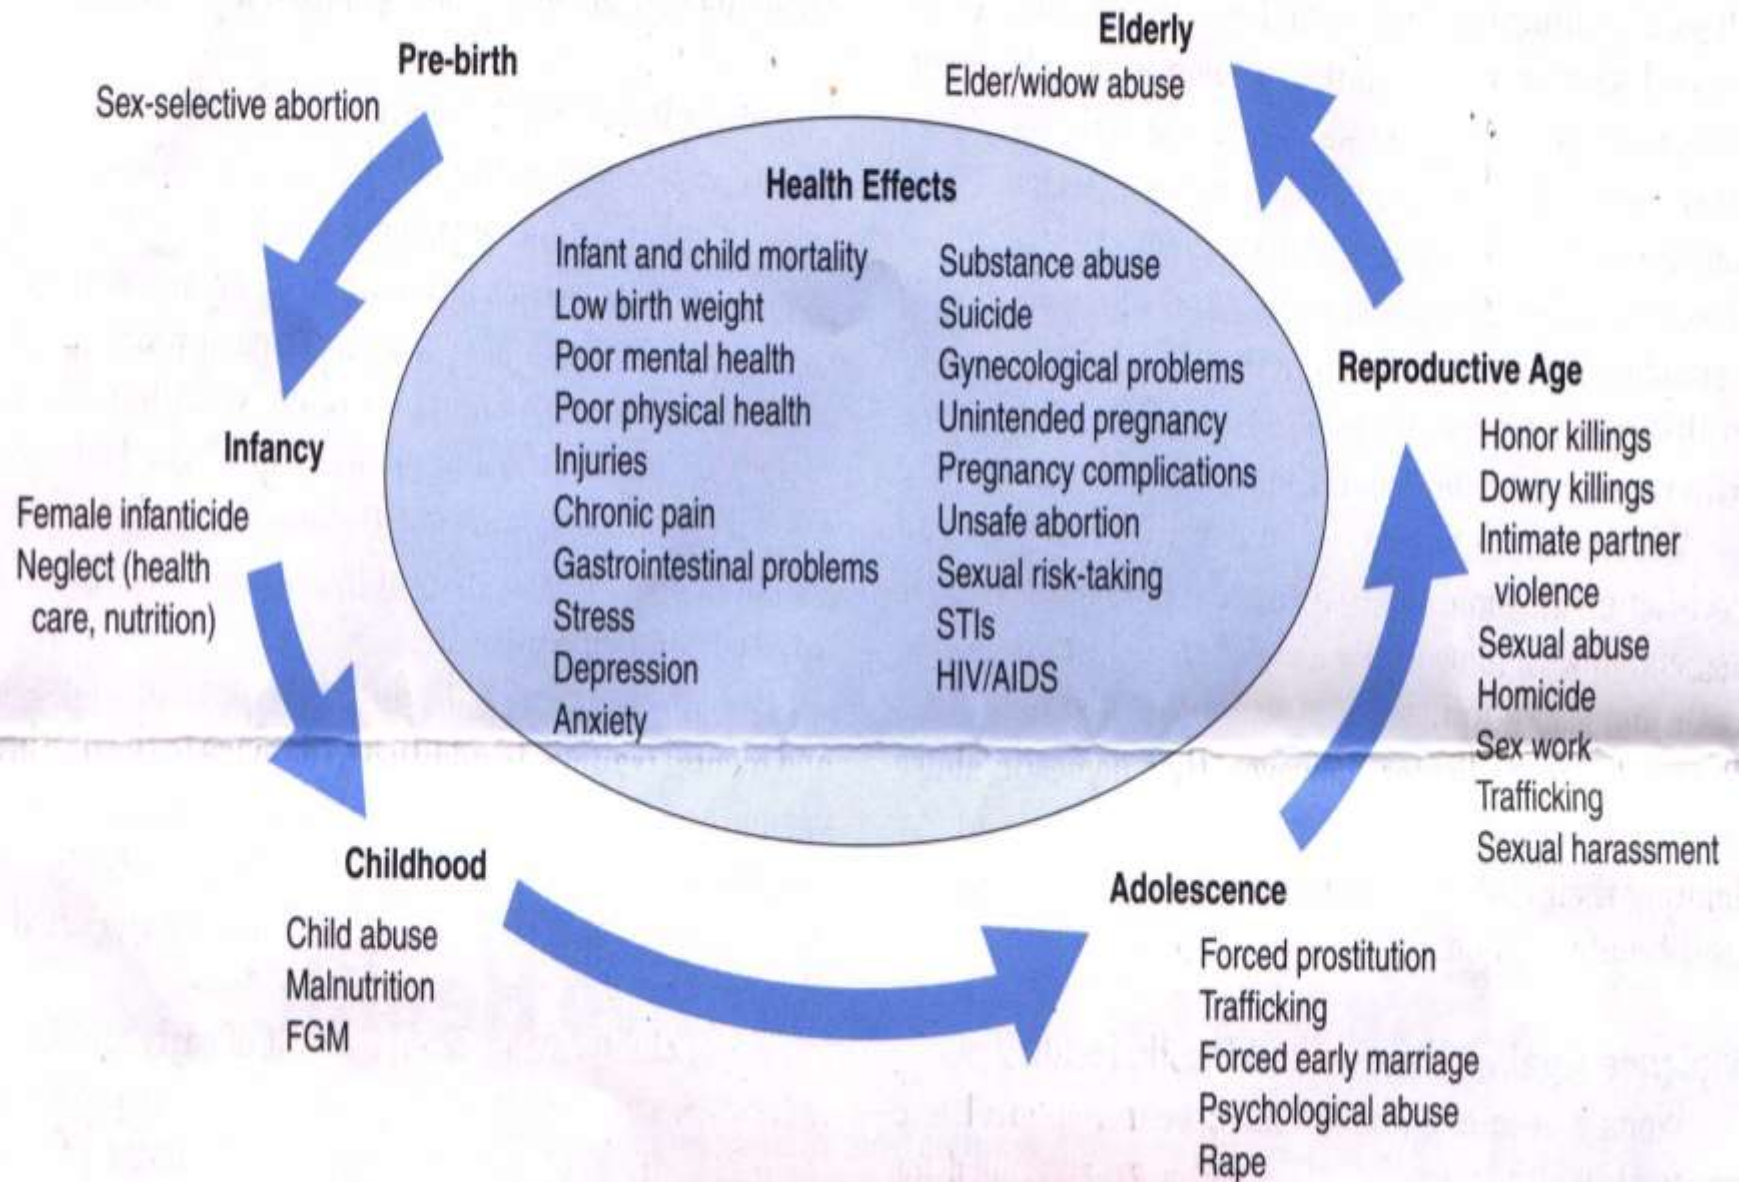 Pre-birth
Sex-selective abortion
Infancy
Female infanticide
Neglect (health
care, nutrition)
Childhood
Child abuse
Malnutrition
FGM
Adolescence
Forced prostitution
Trafficking
Forced early marriage
Psychological abuse
Rape
Reproductive Age
Honor killings
Dowry killings
Intimate partner
violence
Sexual abuse
Homicide
Sex work
Trafficking
Sexual harassment
Elderly
Elder/widow abuse
Health Effects
Infant and child mortality
Low birth weight
Poor mental health
Poor physical health
Injuries
Chronic pain
Gastrointestinal problems
Stress
Depression
Anxiety
Substance abuse
Suicide
Gynecological problems
Unintended pregnancy
Pregnancy complications
Unsafe abortion
Sexual risk-taking
STIs
HIV/AIDS